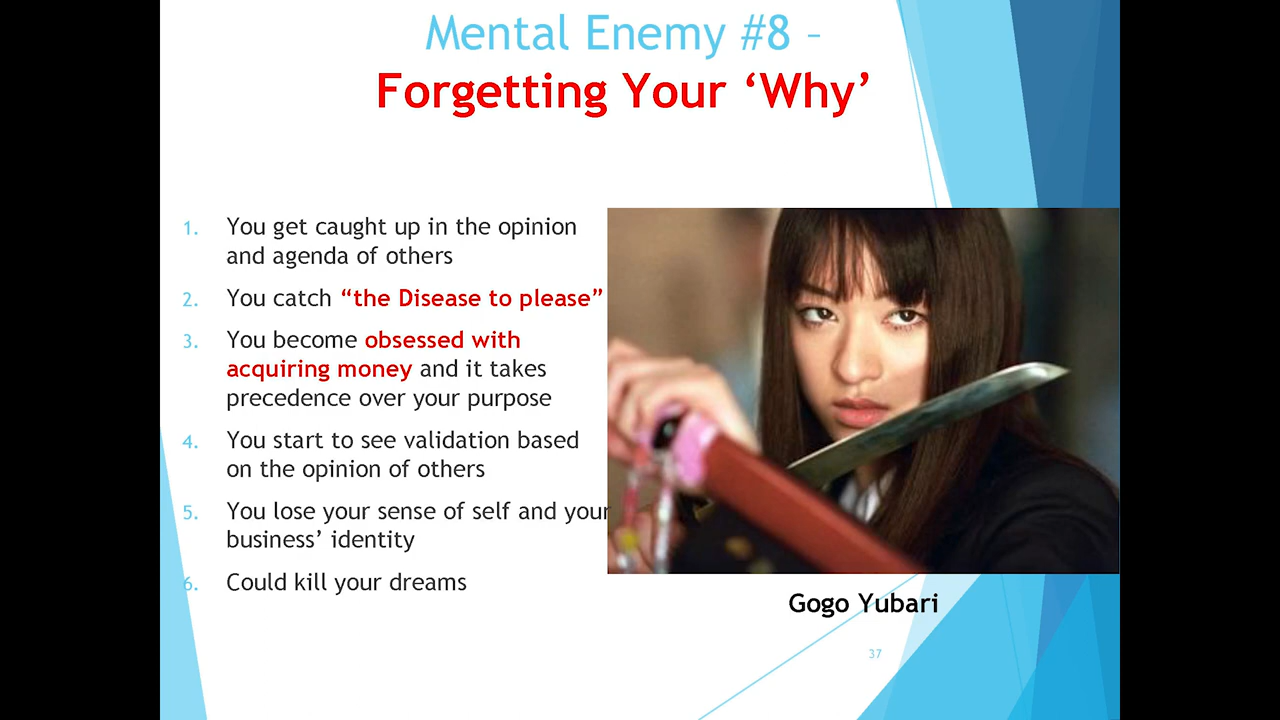 Mental Enemy #8 –
Forgetting Your ‘Why’
1. You get caught up in the opinion
and agenda of others
2. You catch “the Disease to please”
3. You become obsessed with
acquiring money and it takes
precedence over your purpose
4. You start to see validation based
on the opinion of others
5. You lose your sense of self and your
business’ identity
6. Could kill your dreams
Gogo Yubari
37